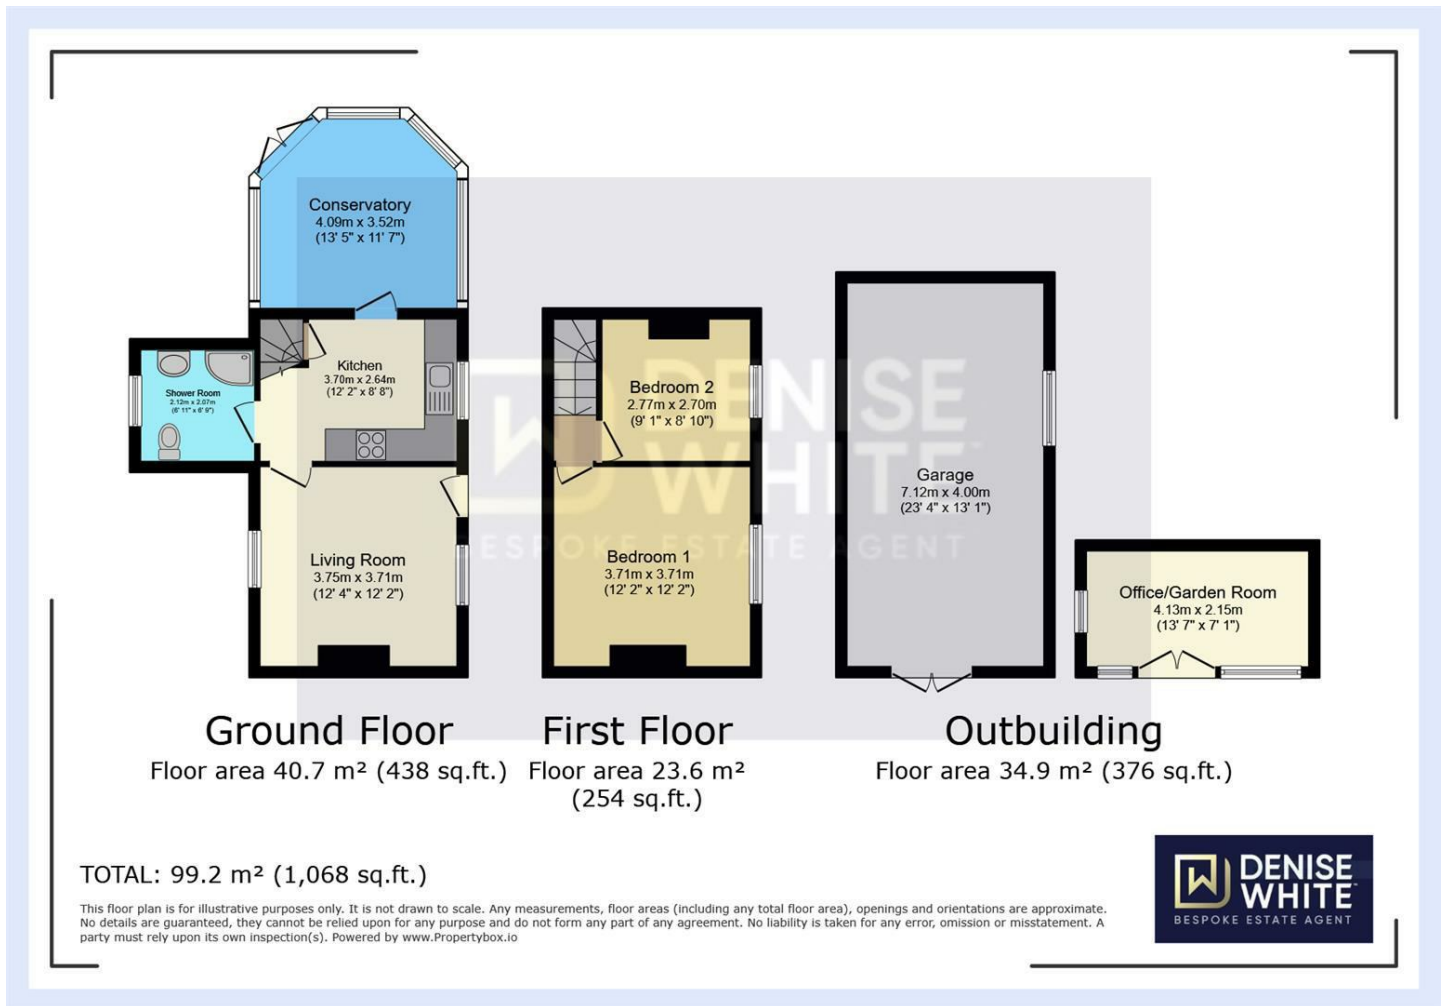 Conservatory
4.09m x 3.52m
(13' 5" x 11' 7")
Kitchen
3.70m x 2.64m
(12' 2" x 8' 8")
Shower Room
2.12m x 2.07m
(6' 11" x 6' 9")
Living Room
3.75m x 3.71m
(12' 4" x 12' 2")
Bedroom 2
2.77m x 2.70m
(9' 1" x 8' 10")
Bedroom 1
3.71m x 3.71m
(12' 2" x 12' 2")
Garage
7.12m x 4.00m
(23' 4" x 13' 1")
Office/Garden Room
4.13m x 2.15m
(13' 7" x 7' 1")
DENISE
WHITE™
BESPOKE ESTATE AGENT
Ground Floor
Floor area 40.7 m² (438 sq.ft.)
First Floor
Floor area 23.6 m²
(254 sq.ft.)
Outbuilding
Floor area 34.9 m² (376 sq.ft.)
TOTAL: 99.2 m² (1,068 sq.ft.)
This floor plan is for illustrative purposes only. It is not drawn to scale. Any measurements, floor areas (including any total floor area), openings and orientations are approximate.
No details are guaranteed, they cannot be relied upon for any purpose and do not form any part of any agreement. No liability is taken for any error, omission or misstatement. A
party must rely upon its own inspection(s). Powered by www.Propertybox.io
DENISE
WHITE™
BESPOKE ESTATE AGENT